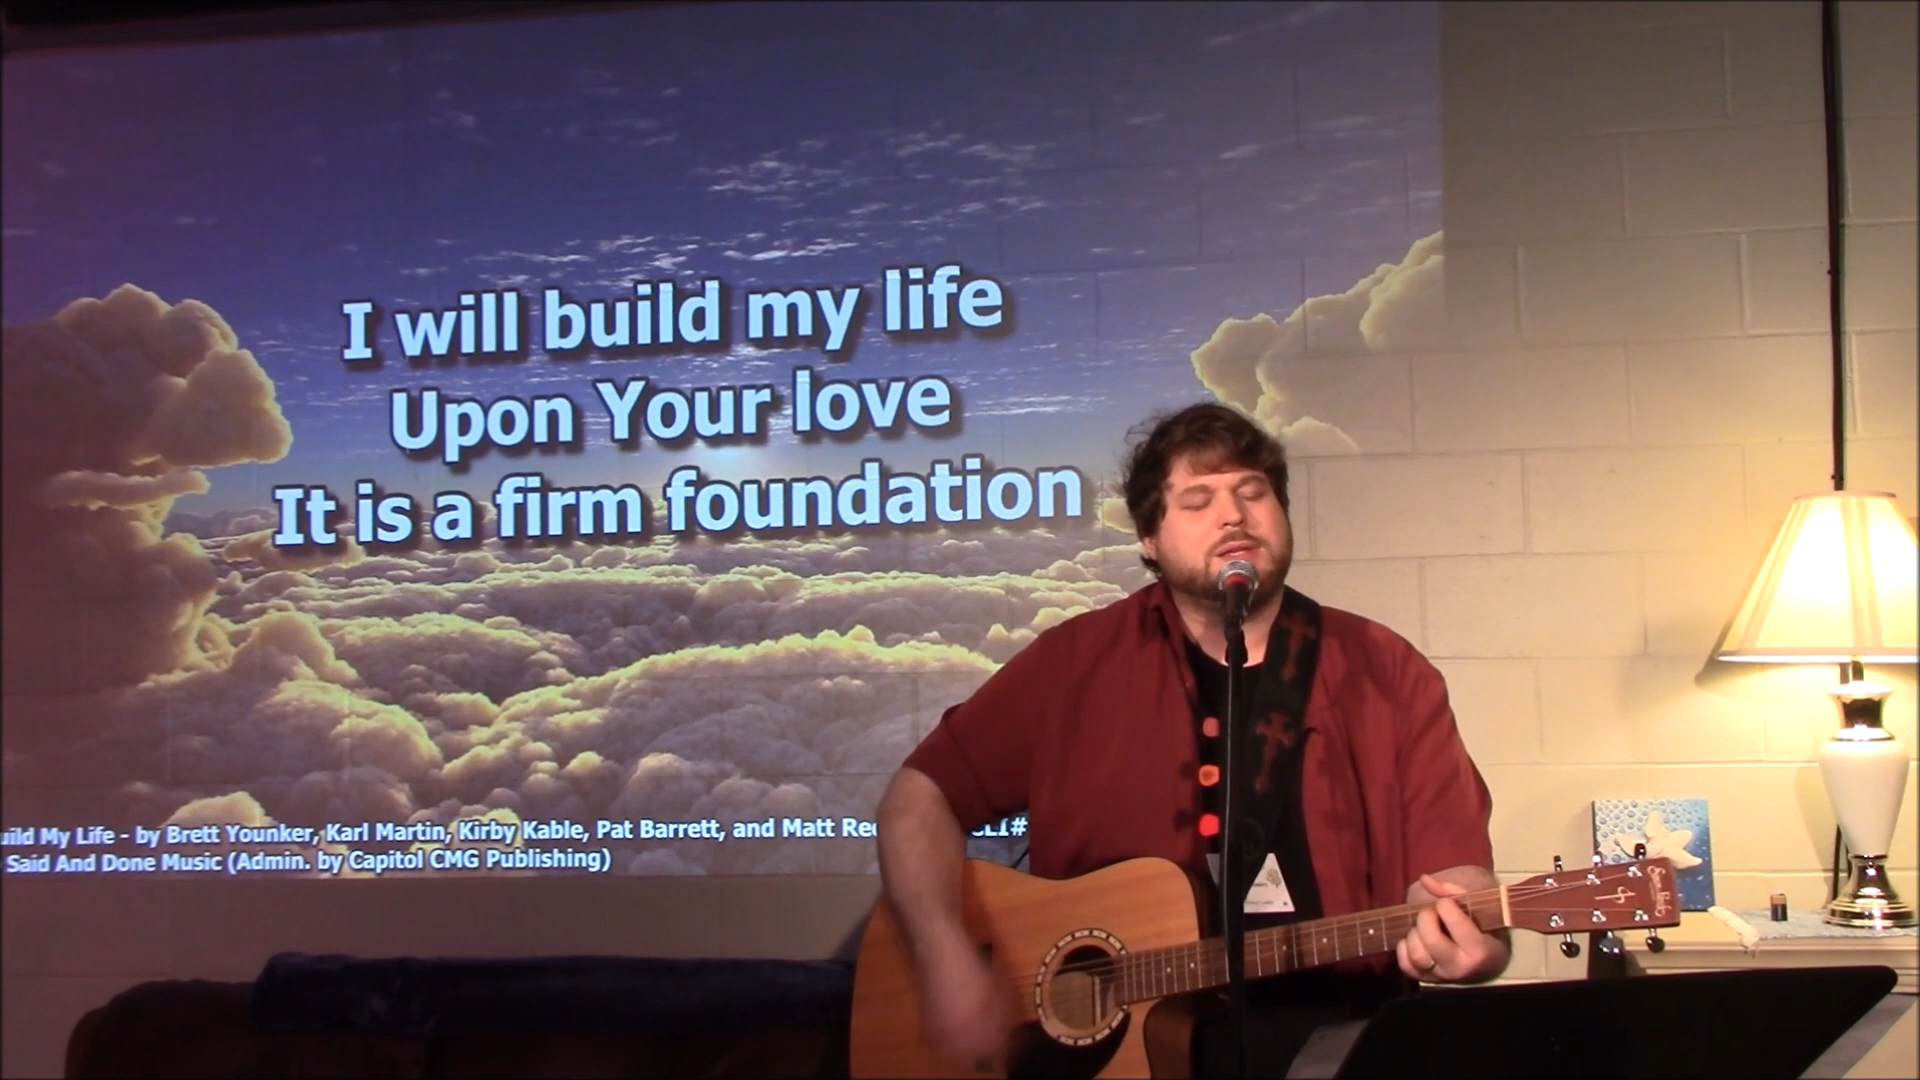 I will build my life
Upon Your love
It is a firm foundation
uild My Life - by Brett Younker, Karl Martin, Kirby Kable, Pat Barrett, and Matt Re
Said And Done Music (Admin. by Capitol CMG Publishing)